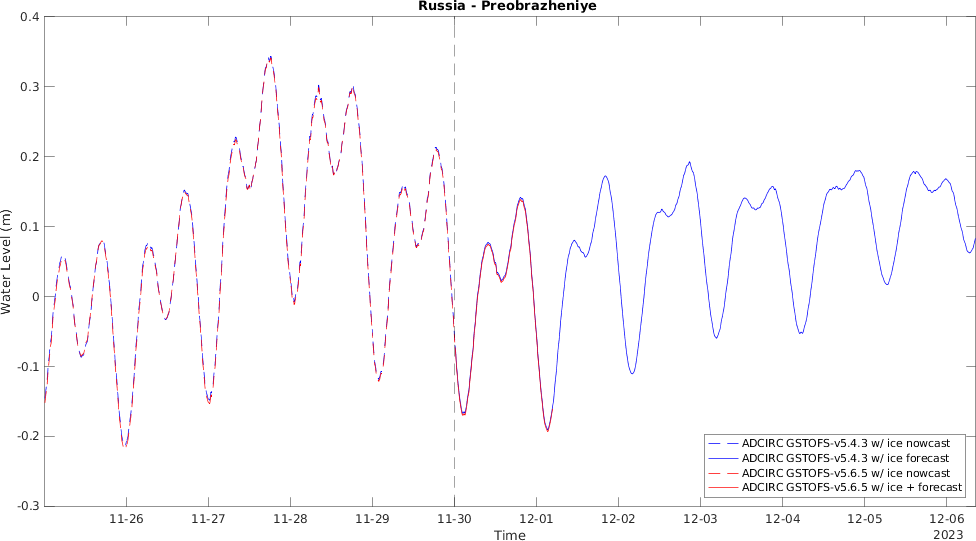 Russia - Preobrazheniye
0.4
0.3
0.2
0.1
0
-0.1
-0.2
-0.3
Water Level (m)
11-26
11-27
11-28
11-29
11-30
12-01
12-02
12-03
12-04
12-05
12-06
Time
2023
ADCIRC GSTOFS-v5.4.3 w/ ice nowcast
ADCIRC GSTOFS-v5.4.3 w/ ice forecast
ADCIRC GSTOFS-v5.6.5 w/ ice nowcast
ADCIRC GSTOFS-v5.6.5 w/ ice + forecast